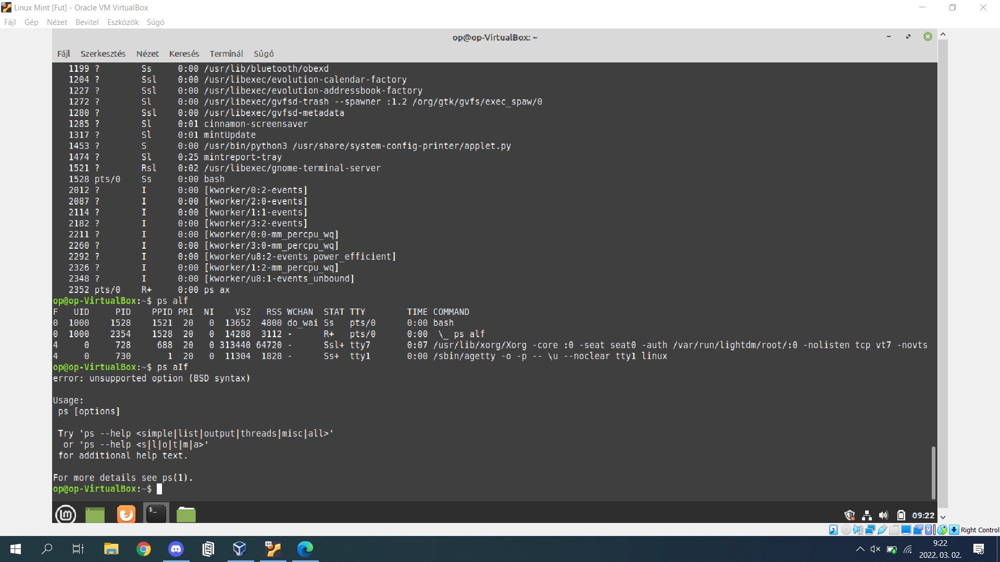 Linux Mint [Fut] - Oracle VM VirtualBox
Fájl Gép Nézet Bevitel Eszközök Súgó
op@op-VirtualBox: ~
Fájl Szerkesztés Nézet Keresés Terminál Súgó
1199 ? Ss 0:00 /usr/lib/bluetooth/obexd
1204 ? Ssl 0:00 /usr/libexec/evolution-calendar-factory
1227 ? Ssl 0:00 /usr/libexec/evolution-addressbook-factory
1272 ? Sl 0:00 /usr/libexec/gvfsd-trash --spawner :1.2 /org/gtk/gvfs/exec_spaw/0
1280 ? Ssl 0:00 /usr/libexec/gvfsd-metadata
1285 ? Sl 0:01 cinnamon-screensaver
1317 ? Sl 0:01 mintUpdate
1453 ? S 0:00 /usr/bin/python3 /usr/share/system-config-printer/applet.py
1474 ? Sl 0:25 mintreport-tray
1521 ? Rsl 0:02 /usr/libexec/gnome-terminal-server
1528 pts/0 Ss 0:00 bash
2012 ? I 0:00 [kworker/0:2-events]
2087 ? I 0:00 [kworker/2:0-events]
2114 ? I 0:00 [kworker/1:1-events]
2182 ? I 0:00 [kworker/3:2-events]
2211 ? I 0:00 [kworker/0:0-mm_percpu_wq]
2260 ? I 0:00 [kworker/3:0-mm_percpu_wq]
2292 ? I 0:00 [kworker/u8:2-events_power_efficient]
2326 ? I 0:00 [kworker/1:2-mm_percpu_wq]
2348 ? I 0:00 [kworker/u8:1-events_unbound]
2352 pts/0 R+ 0:00 ps ax
op@op-VirtualBox:~$ ps alf
F UID PID PPID PRI NI VSZ RSS WCHAN STAT TTY TIME COMMAND
0 1000 1528 1521 20 0 13652 4800 do_wai Ss pts/0 0:00 bash
0 1000 2354 1528 20 0 14288 3112 - R+ pts/0 0:00 \_ ps alf
4 0 728 688 20 0 313440 64720 - Ssl+ tty7 0:07 /usr/lib/xorg/Xorg -core :0 -seat seat0 -auth /var/run/lightdm/root/:0 -nolisten tcp vt7 -novts
4 0 730 1 20 0 11304 1828 - Ss+ tty1 0:00 /sbin/agetty -o -p -- \u --noclear tty1 linux
op@op-VirtualBox:~$ ps aIf
error: unsupported option (BSD syntax)
Usage:
ps [options]
Try 'ps --help <simple|list|output|threads|misc|all>'
or 'ps --help <s|l|o|t|m|a>'
for additional help text.
For more details see ps(1).
op@op-VirtualBox:~$
09:22
Right Control
9:22
2022. 03. 02.